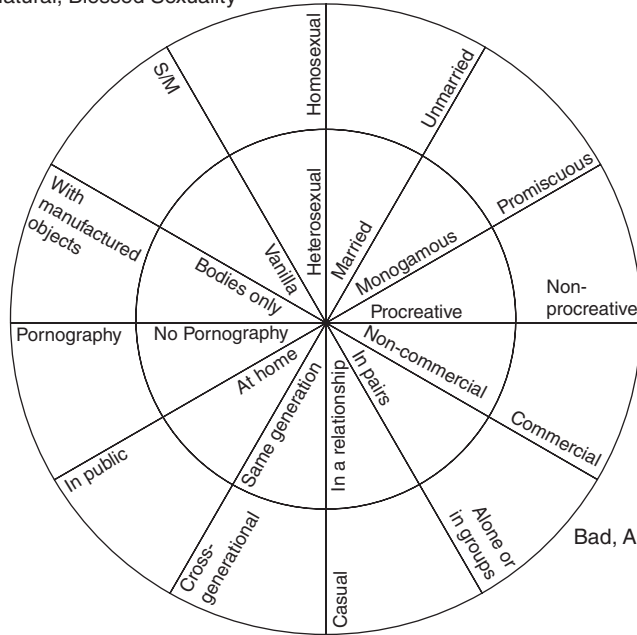 Blessed Sexuality
S/M
Homosexual
Unmarried
Promiscuous
Non-
procreative
Commercial
Alone or
in groups
Casual
Cross-
generational
In public
Pornography
With
manufactured
objects
Vanilla
Heterosexual
Married
Monogamous
Procreative
Non-commercial
In pairs
In a relationship
Same generation
At home
No Pornography
Bodies only
Bad, A